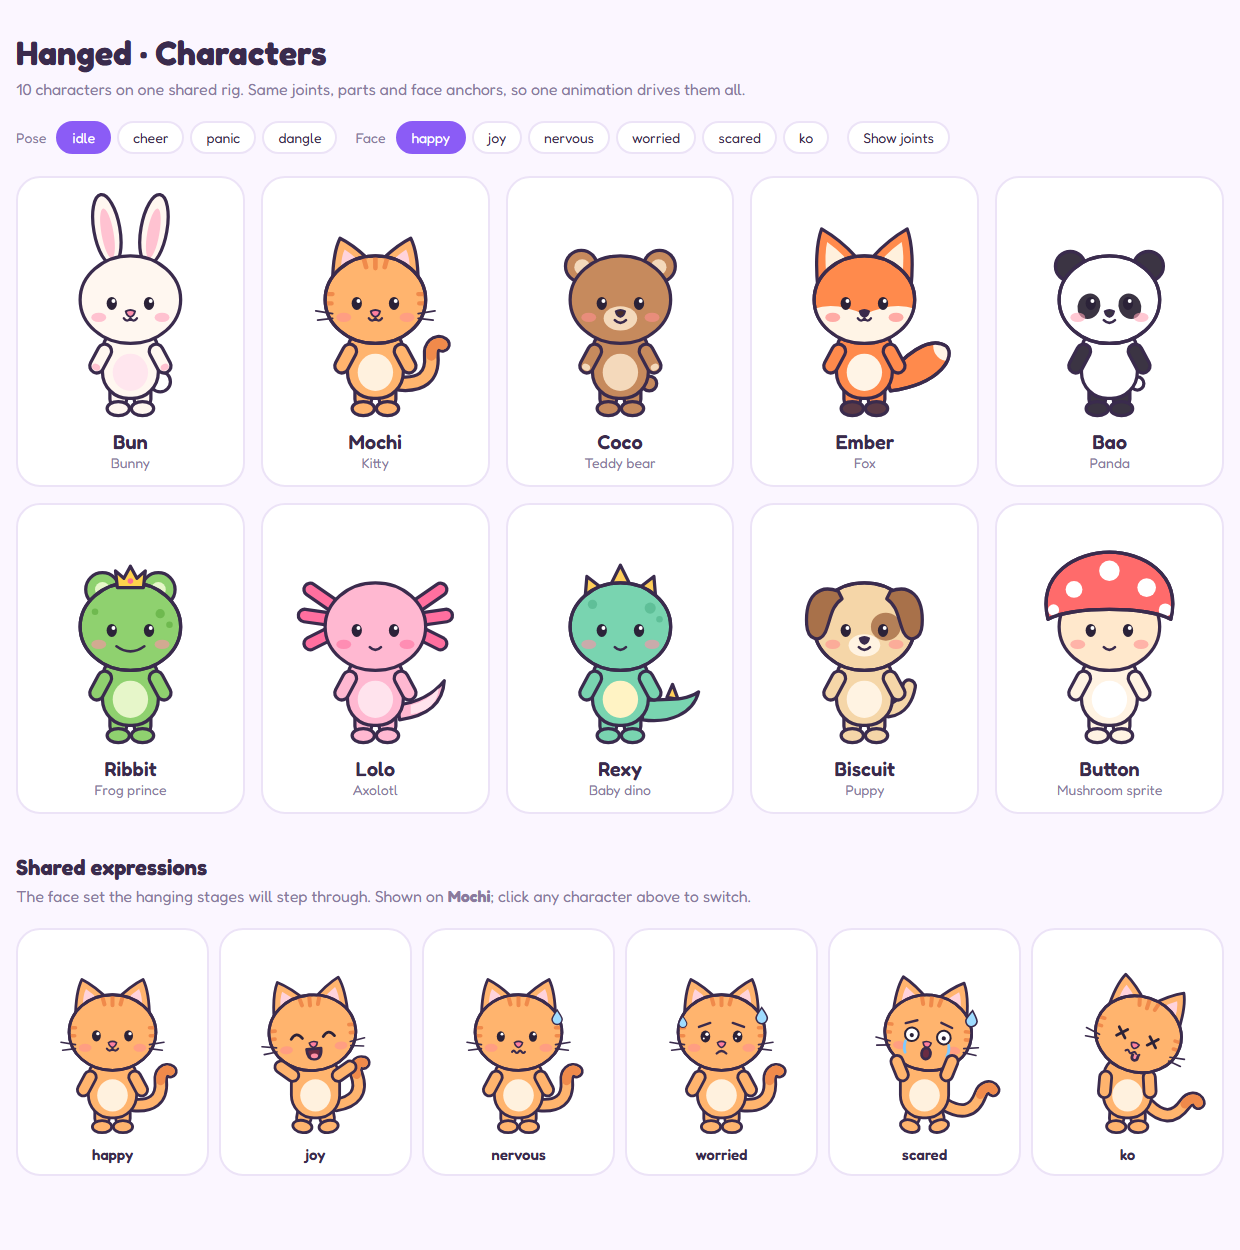 Hanged · Characters
10 characters on one shared rig. Same joints, parts and face anchors, so one animation drives them all.
Pose idle cheer panic dangle Face happy joy nervous worried scared ko Show joints
Bun Mochi Coco Ember Bao
Bunny Kitty Teddy bear Fox Panda
Ribbit Lolo Rexy Biscuit Button
Frog prince Axolotl Baby dino Puppy Mushroom sprite
Shared expressions
The face set the hanging stages will step through. Shown on Mochi; click any character above to switch.
happy joy nervous worried scared ko